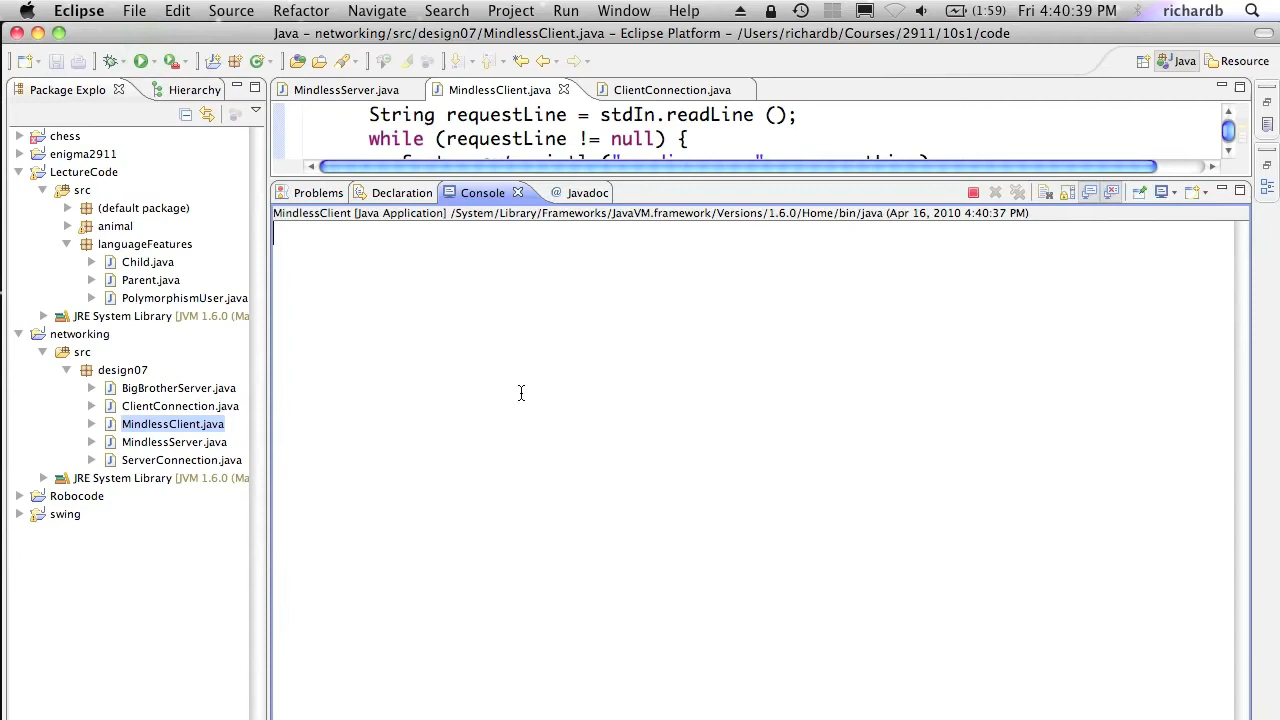 Eclipse File Edit Source Refactor Navigate Search Project Run Window Help (1:59) Fri 4:40:39 PM richardb
Java – networking/src/design07/MindlessClient.java – Eclipse Platform – /Users/richardb/Courses/2911/10s1/code
Java Resource
Package Explo Hierarchy
MindlessServer.java MindlessClient.java ClientConnection.java
String requestLine = stdIn.readLine ();
while (requestLine != null) {
Problems Declaration Console @ Javadoc
MindlessClient [Java Application] /System/Library/Frameworks/JavaVM.framework/Versions/1.6.0/Home/bin/java (Apr 16, 2010 4:40:37 PM)
chess
enigma2911
LectureCode
src
(default package)
animal
languageFeatures
Child.java
Parent.java
PolymorphismUser.java
JRE System Library [JVM 1.6.0 (Ma
networking
src
design07
BigBrotherServer.java
ClientConnection.java
MindlessClient.java
MindlessServer.java
ServerConnection.java
JRE System Library [JVM 1.6.0 (Ma
Robocode
swing